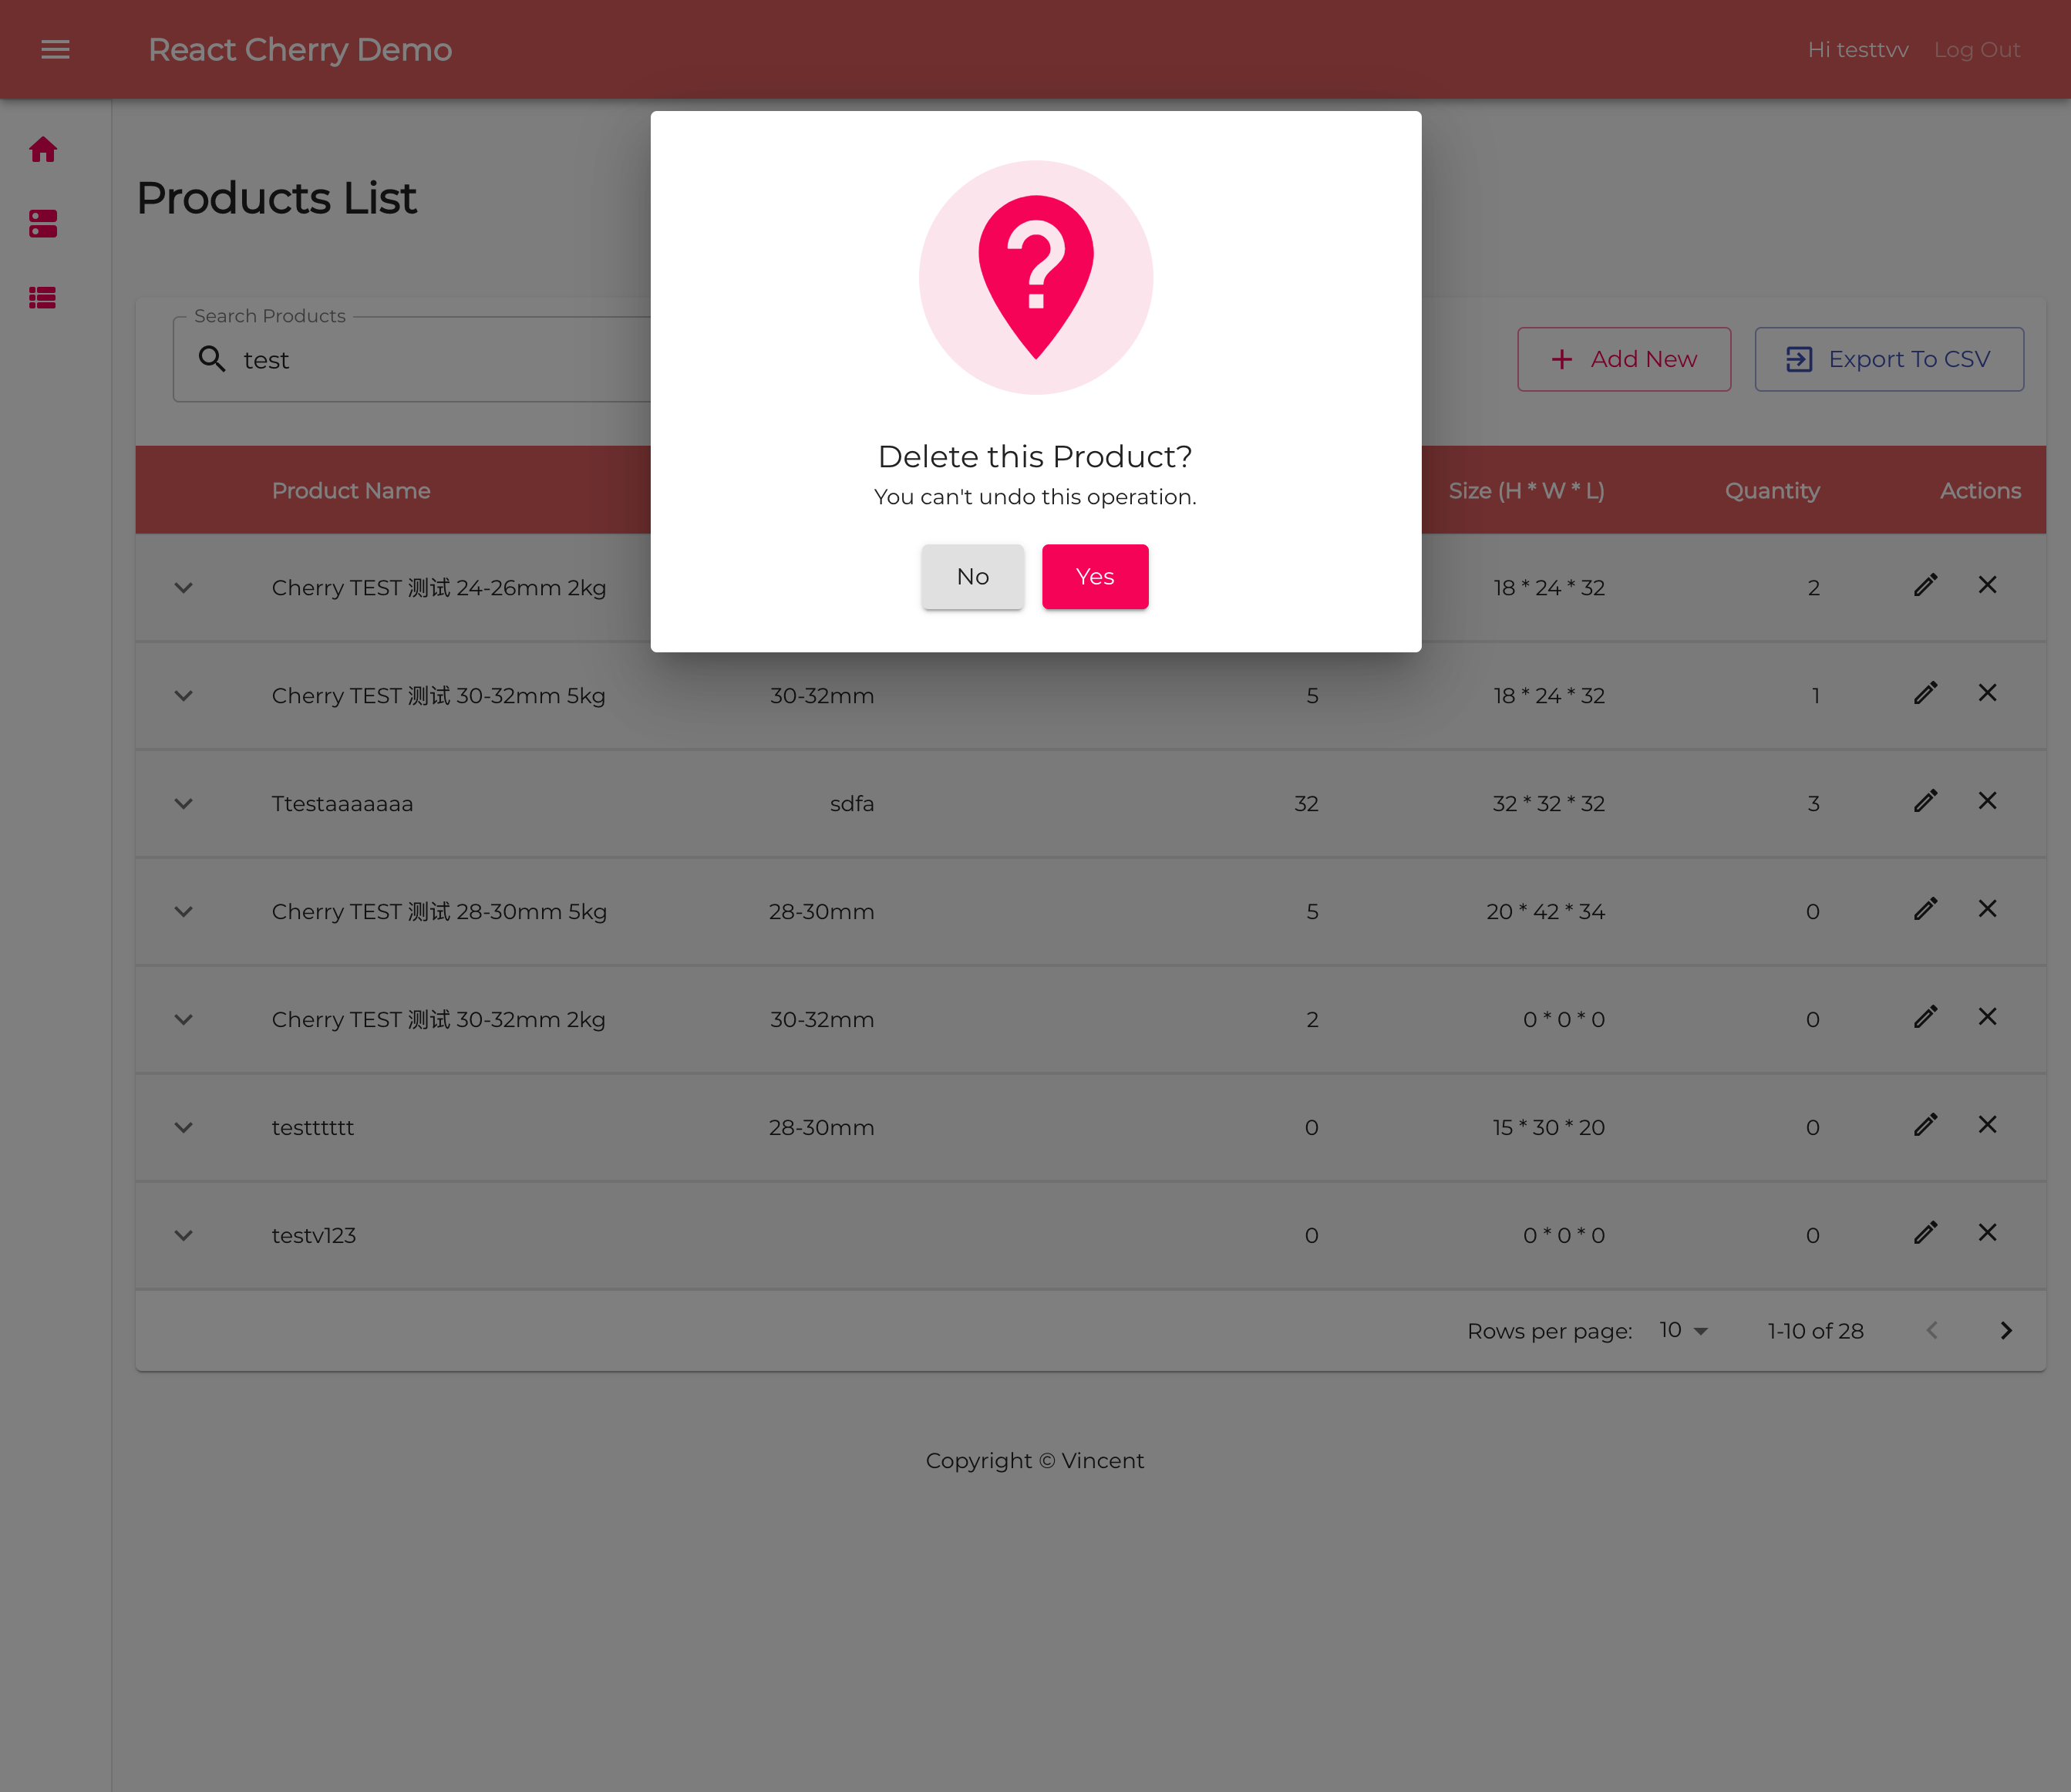 React Cherry Demo
Hi testtvv Log Out
Products List
Search Products
test
Add New
Export To CSV
?
Delete this Product?
You can't undo this operation.
No
Yes
Product Name Size (H * W * L) Quantity Actions
Cherry TEST 测试 24-26mm 2kg 18 * 24 * 32 2
Cherry TEST 测试 30-32mm 5kg 30-32mm 5 18 * 24 * 32 1
Ttestaaaaaaa sdfa 32 32 * 32 * 32 3
Cherry TEST 测试 28-30mm 5kg 28-30mm 5 20 * 42 * 34 0
Cherry TEST 测试 30-32mm 2kg 30-32mm 2 0 * 0 * 0 0
testttttt 28-30mm 0 15 * 30 * 20 0
testv123 0 0 * 0 * 0 0
Rows per page: 10 1-10 of 28
Copyright © Vincent